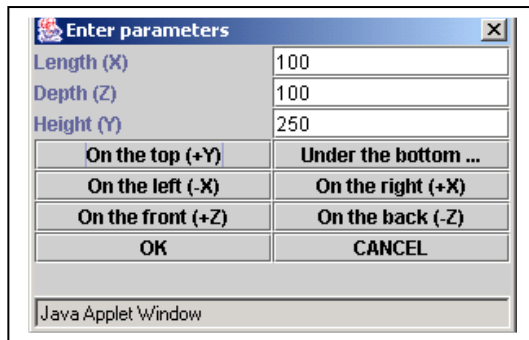 Enter parameters
Length (X) 100
Depth (Z) 100
Height (Y) 250
On the top (+Y) Under the bottom ...
On the left (-X) On the right (+X)
On the front (+Z) On the back (-Z)
OK CANCEL
Java Applet Window